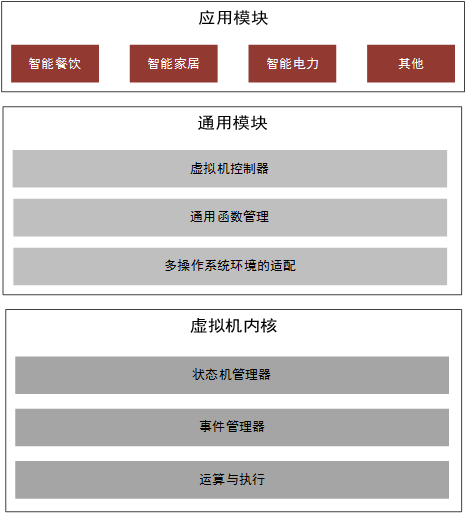 应用模块
智能餐饮 智能家居 智能电力 其他
通用模块
虚拟机控制器
通用函数管理
多操作系统环境的适配
虚拟机内核
状态机管理器
事件管理器
运算与执行